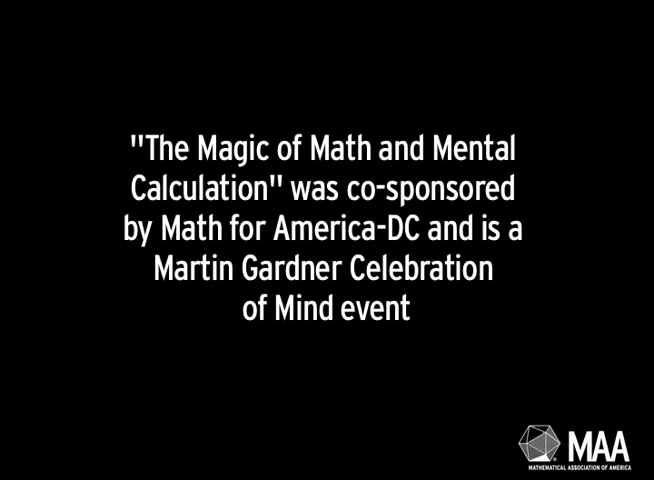 "The Magic of Math and Mental
Calculation" was co-sponsored
by Math for America-DC and is a
Martin Gardner Celebration
of Mind event
MAA
MATHEMATICAL ASSOCIATION OF AMERICA